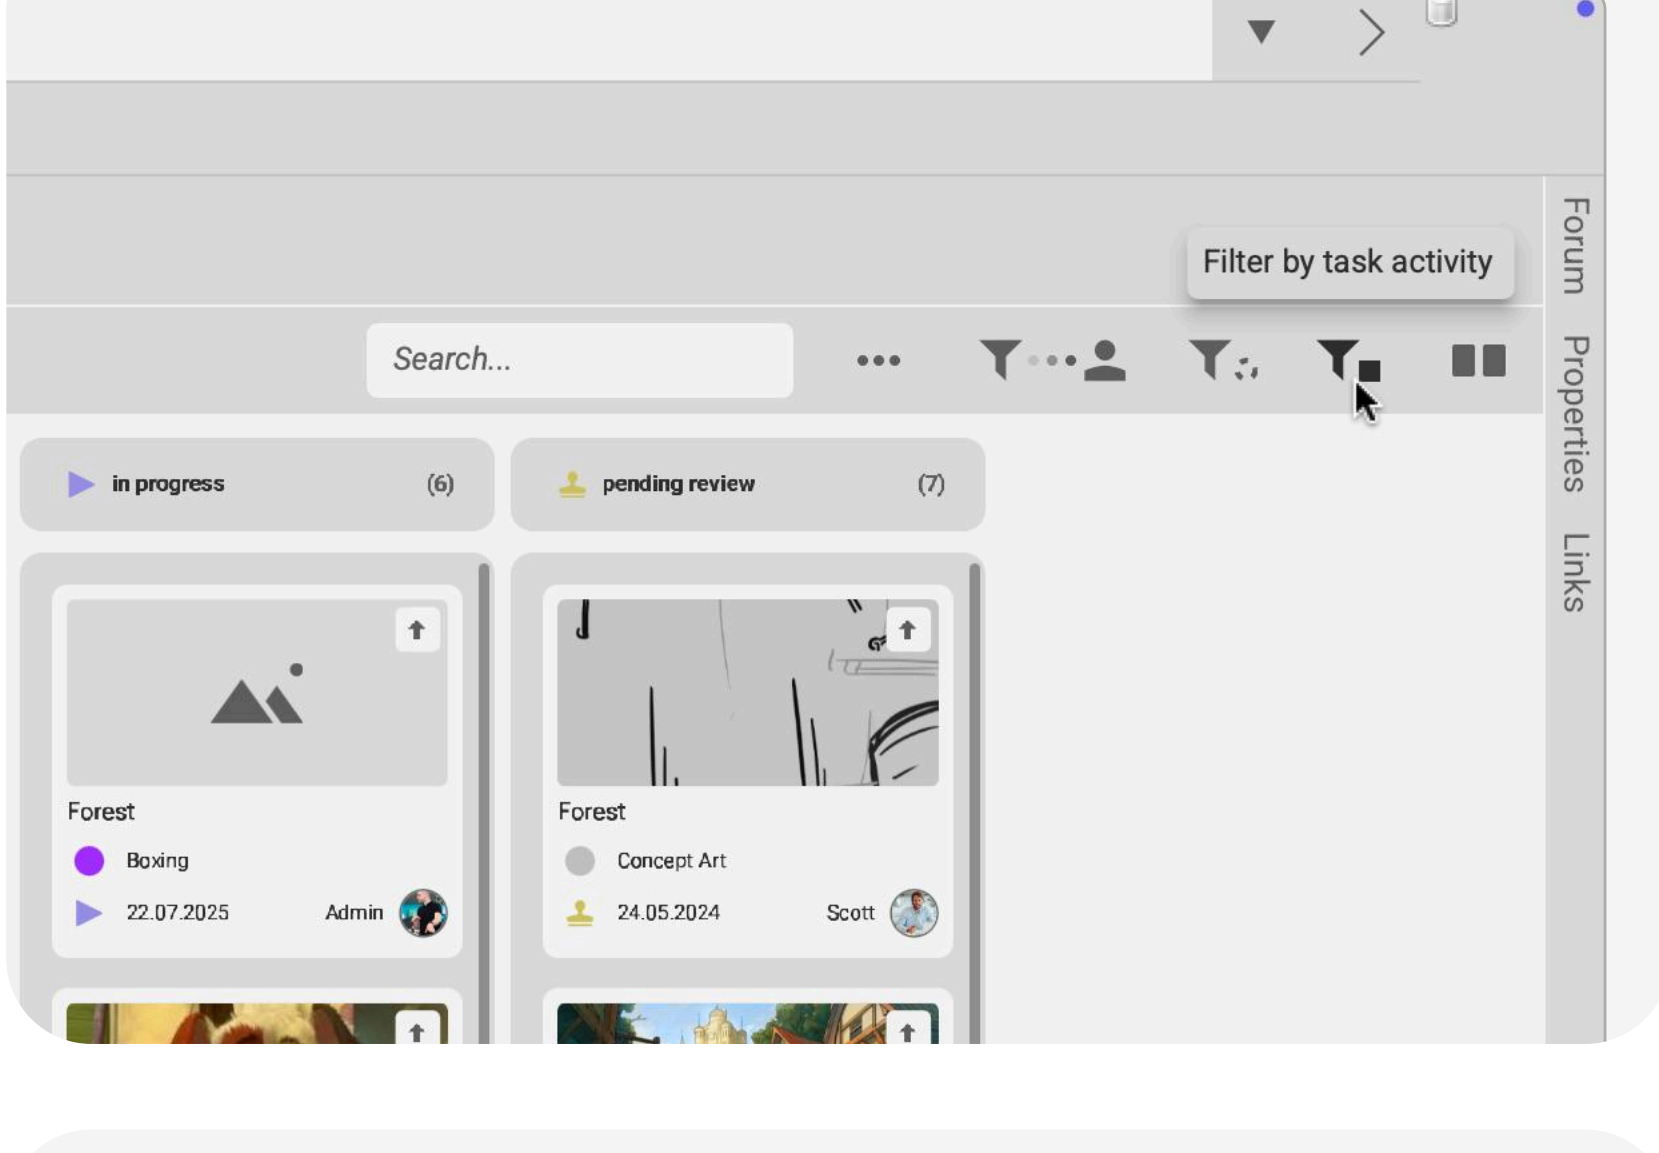 Filter by task activity
Search...
in progress (6)
pending review (7)
Forest
Boxing
22.07.2025 Admin
Forest
Concept Art
24.05.2024 Scott
Forum
Properties
Links